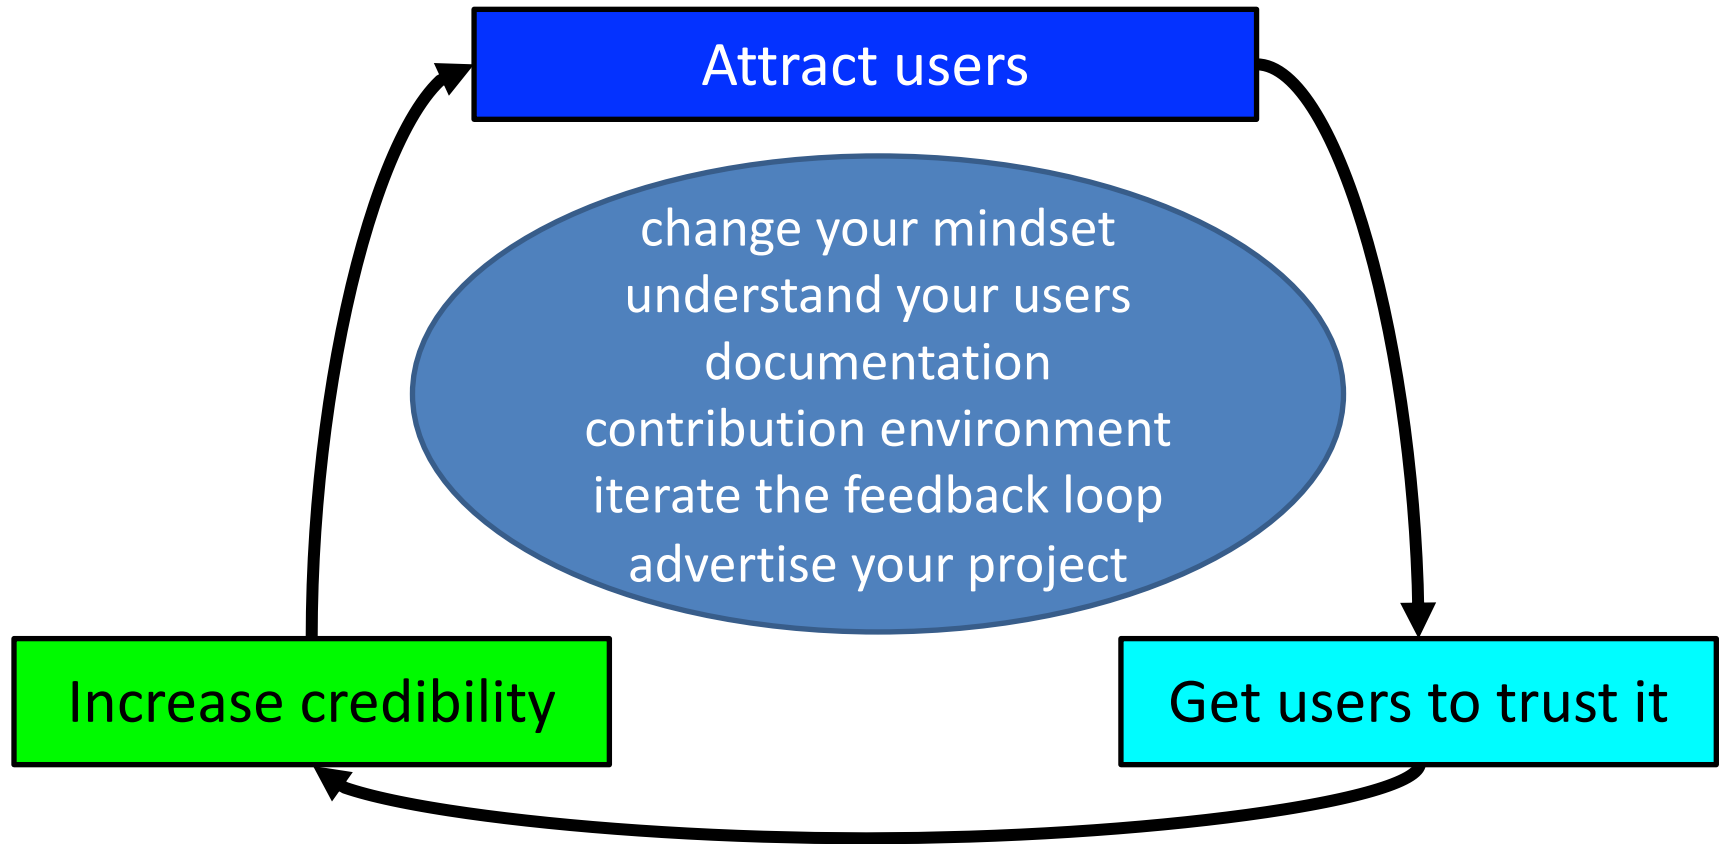 Attract users
change your mindset
understand your users
documentation
contribution environment
iterate the feedback loop
advertise your project
Increase credibility
Get users to trust it